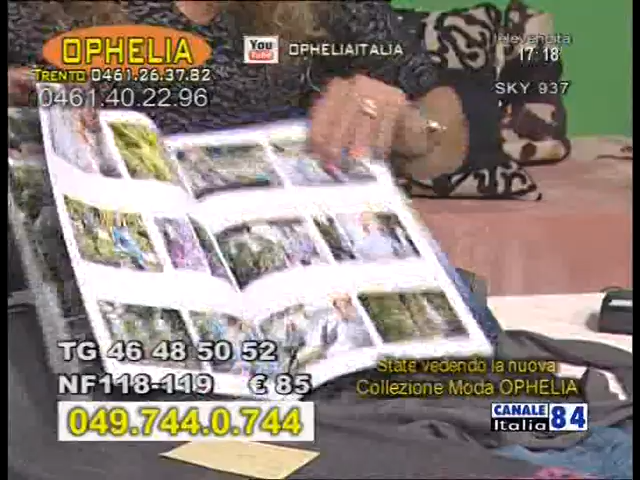 OPHELIA
TRENTO 0461.26.37.82
0461.40.22.96
You Tube OPHELIAITALIA
televendita
17:18
SKY 937
TG 46 48 50 52
NF118-119 € 85
049.744.0.744
State vedendo la nuova
Collezione Moda OPHELIA
CANALE
Italia 84